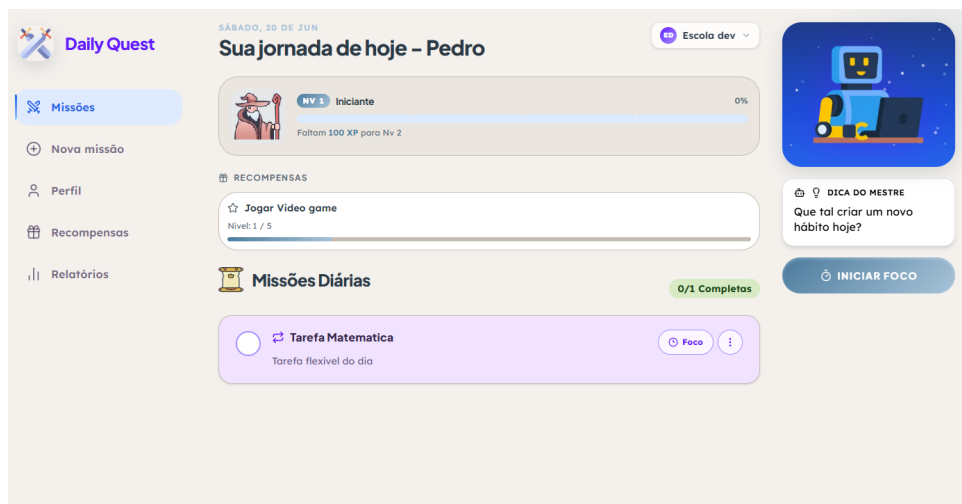 Daily Quest
Missões
Nova missão
Perfil
Recompensas
Relatórios
SÁBADO, 20 DE JUN
Sua jornada de hoje – Pedro
ED Escola dev
NV 1 Iniciante
0%
Faltam 100 XP para Nv 2
RECOMPENSAS
Jogar Video game
Nível: 1 / 5
Missões Diárias
0/1 Completas
Tarefa Matematica
Foco
Tarefa flexível do dia
DICA DO MESTRE
Que tal criar um novo
hábito hoje?
INICIAR FOCO